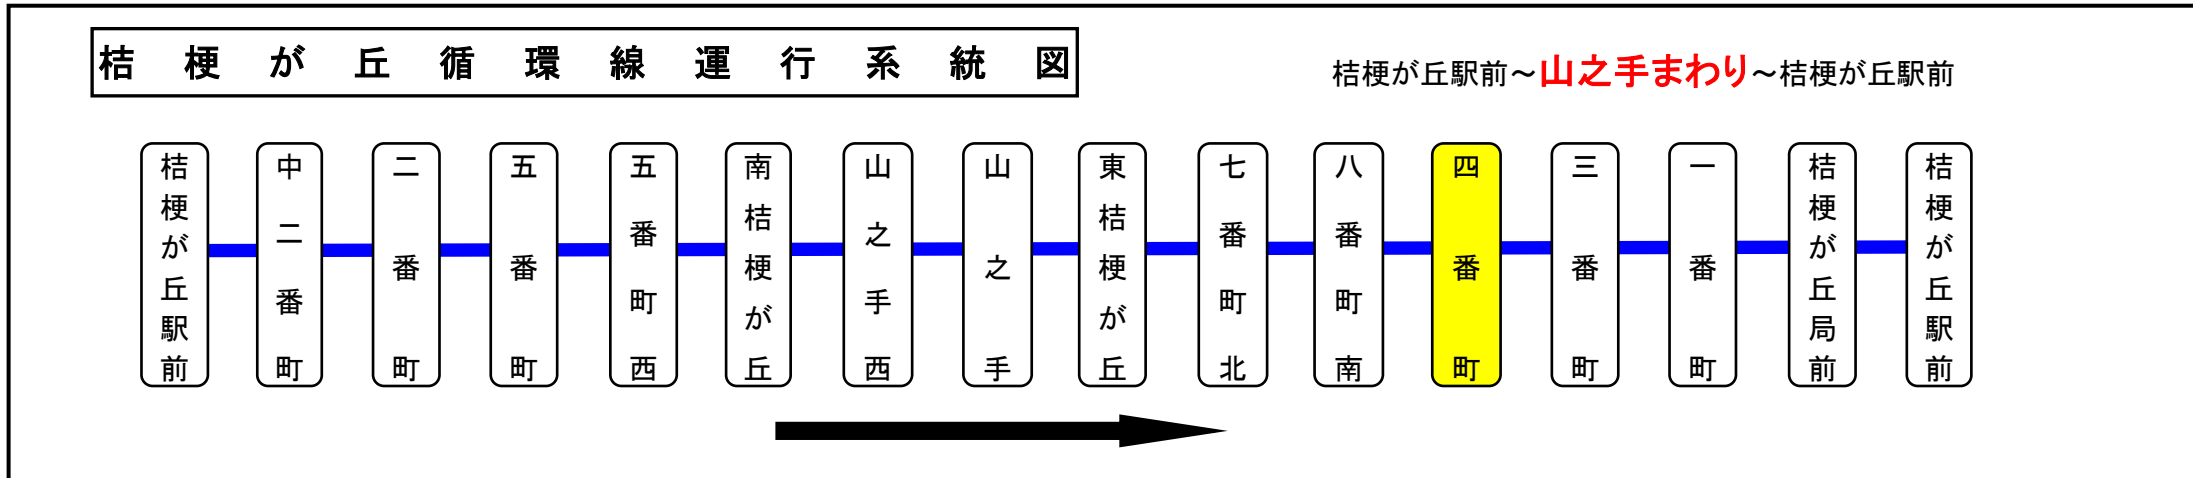 桔梗が丘循環線運行系統図
桔梗が丘駅前～山之手まわり～桔梗が丘駅前
桔梗が丘駅前
中二番町
二番町
五番町
五番町西
南桔梗が丘
山之手西
山之手
東桔梗が丘
七番町北
八番町南
四番町
三番町
一番町
桔梗が丘局前
桔梗が丘駅前